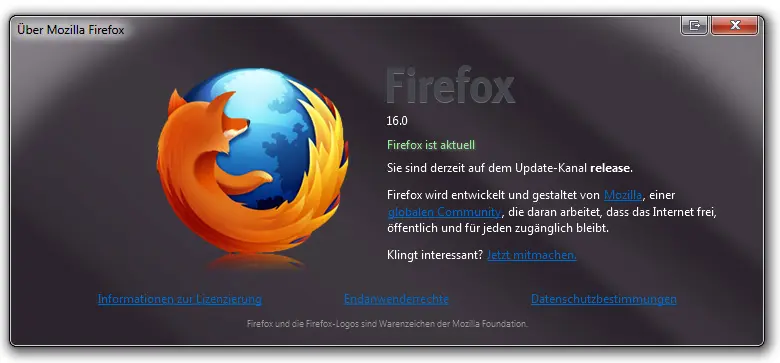 Über Mozilla Firefox
Firefox
16.0
Firefox ist aktuell
Sie sind derzeit auf dem Update-Kanal release.
Firefox wird entwickelt und gestaltet von Mozilla, einer
globalen Community, die daran arbeitet, dass das Internet frei,
öffentlich und für jeden zugänglich bleibt.
Klingt interessant? Jetzt mitmachen.
Informationen zur Lizenzierung Endanwenderrechte Datenschutzbestimmungen
Firefox und die Firefox-Logos sind Warenzeichen der Mozilla Foundation.